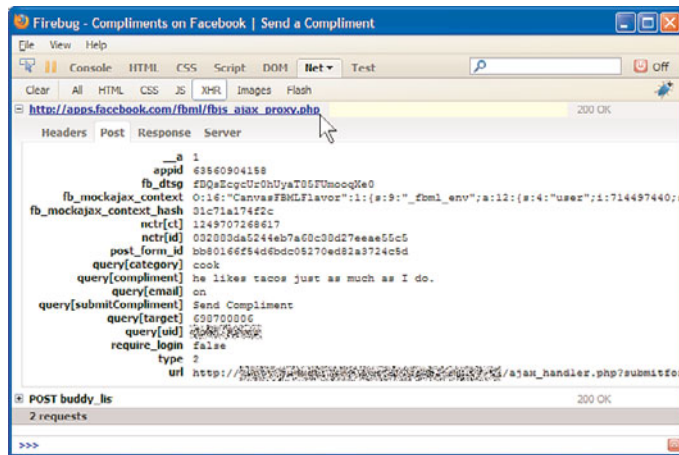 Firebug - Compliments on Facebook | Send a Compliment
File View Help
Console HTML CSS Script DOM Net Test Off
Clear All HTML CSS JS XHR Images Flash
http://apps.facebook.com/fbml/fbjs_ajax_proxy.php 200 OK
Headers Post Response Server
__a 1
appid 63560904158
fb_dtsg fBQsEcgcUr0hUyaT85FUmooqXe0
fb_mockajax_context O:16:"CanvasFBMLFlavor":1:{s:9:"_fbml_env";a:12:{s:4:"user";i:714497440;
fb_mockajax_context_hash 31c71a174f2c
nctr[ct] 1249707268617
nctr[id] 032883da5244eb7a68c38d27eeae55c5
post_form_id bb80166f54d6bdc05270ed82a3724c5d
query[category] cook
query[compliment] he likes tacos just as much as I do.
query[email] on
query[submitCompliment] Send Compliment
query[target] 698700806
query[uid]
require_login false
type 2
url http:// /ajax_handler.php?submitfo
POST buddy_lis 200 OK
2 requests
>>>